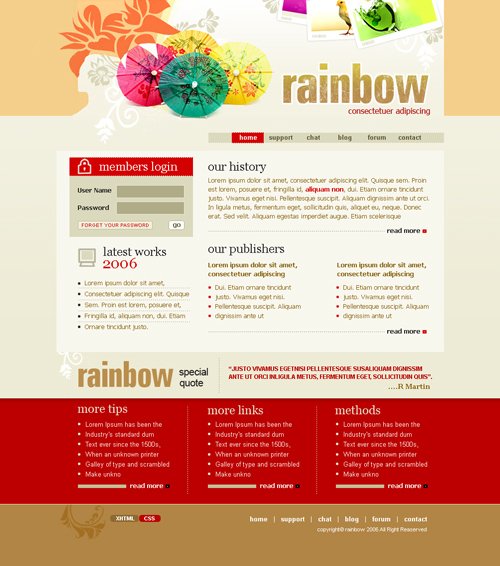 rainbow
consectetuer adipiscing
home support chat blog forum contact
members login
User Name
Password
FORGET YOUR PASSWORD GO
latest works
2006
Lorem ipsum dolor sit amet,
Consectetuer adipiscing elit. Quisque
Sem. Proin est lorem, posuere et,
Fringilla id, aliquam non, dui. Etiam
Ornare tincidunt justo.
our history
Lorem ipsum dolor sit amet, consectetuer adipiscing elit. Quisque sem. Proin
est lorem, posuere et, fringilla id, aliquam non, dui. Etiam ornare tincidunt
justo. Vivamus eget nisi. Pellentesque suscipit. Aliquam dignissim ante ut orci.
In ligula metus, fermentum eget, sollicitudin quis, aliquet eu, neque. Donec
erat. Sed velit. Aliquam egestas imperdiet augue. Etiam scelerisque
read more
our publishers
Lorem ipsum dolor sit amet,
consectetuer adipiscing
Dui. Etiam ornare tincidunt
justo. Vivamus eget nisi.
Pellentesque suscipit. Aliquam
dignissim ante ut
Lorem ipsum dolor sit amet,
consectetuer adipiscing
Dui. Etiam ornare tincidunt
justo. Vivamus eget nisi.
Pellentesque suscipit. Aliquam
dignissim ante ut
read more
rainbow special
quote
"JUSTO VIVAMUS EGETNISI PELLENTESQUE SUSALIQUAM DIGNISSIM
ANTE UT ORCI INLIGULA METUS, FERMENTUM EGET, SOLLICITUDIN QUIS".
....R Martin
more tips
Lorem Ipsum has been the
Industry's standard dum
Text ever since the 1500s,
When an unknown printer
Galley of type and scrambled
Make unkno
read more
more links
Lorem Ipsum has been the
Industry's standard dum
Text ever since the 1500s,
When an unknown printer
Galley of type and scrambled
Make unkno
read more
methods
Lorem Ipsum has been the
Industry's standard dum
Text ever since the 1500s,
When an unknown printer
Galley of type and scrambled
Make unkno
read more
XHTML CSS
home | support | chat | blog | forum | contact
copyright© rainbow 2006 All Right Reaserved